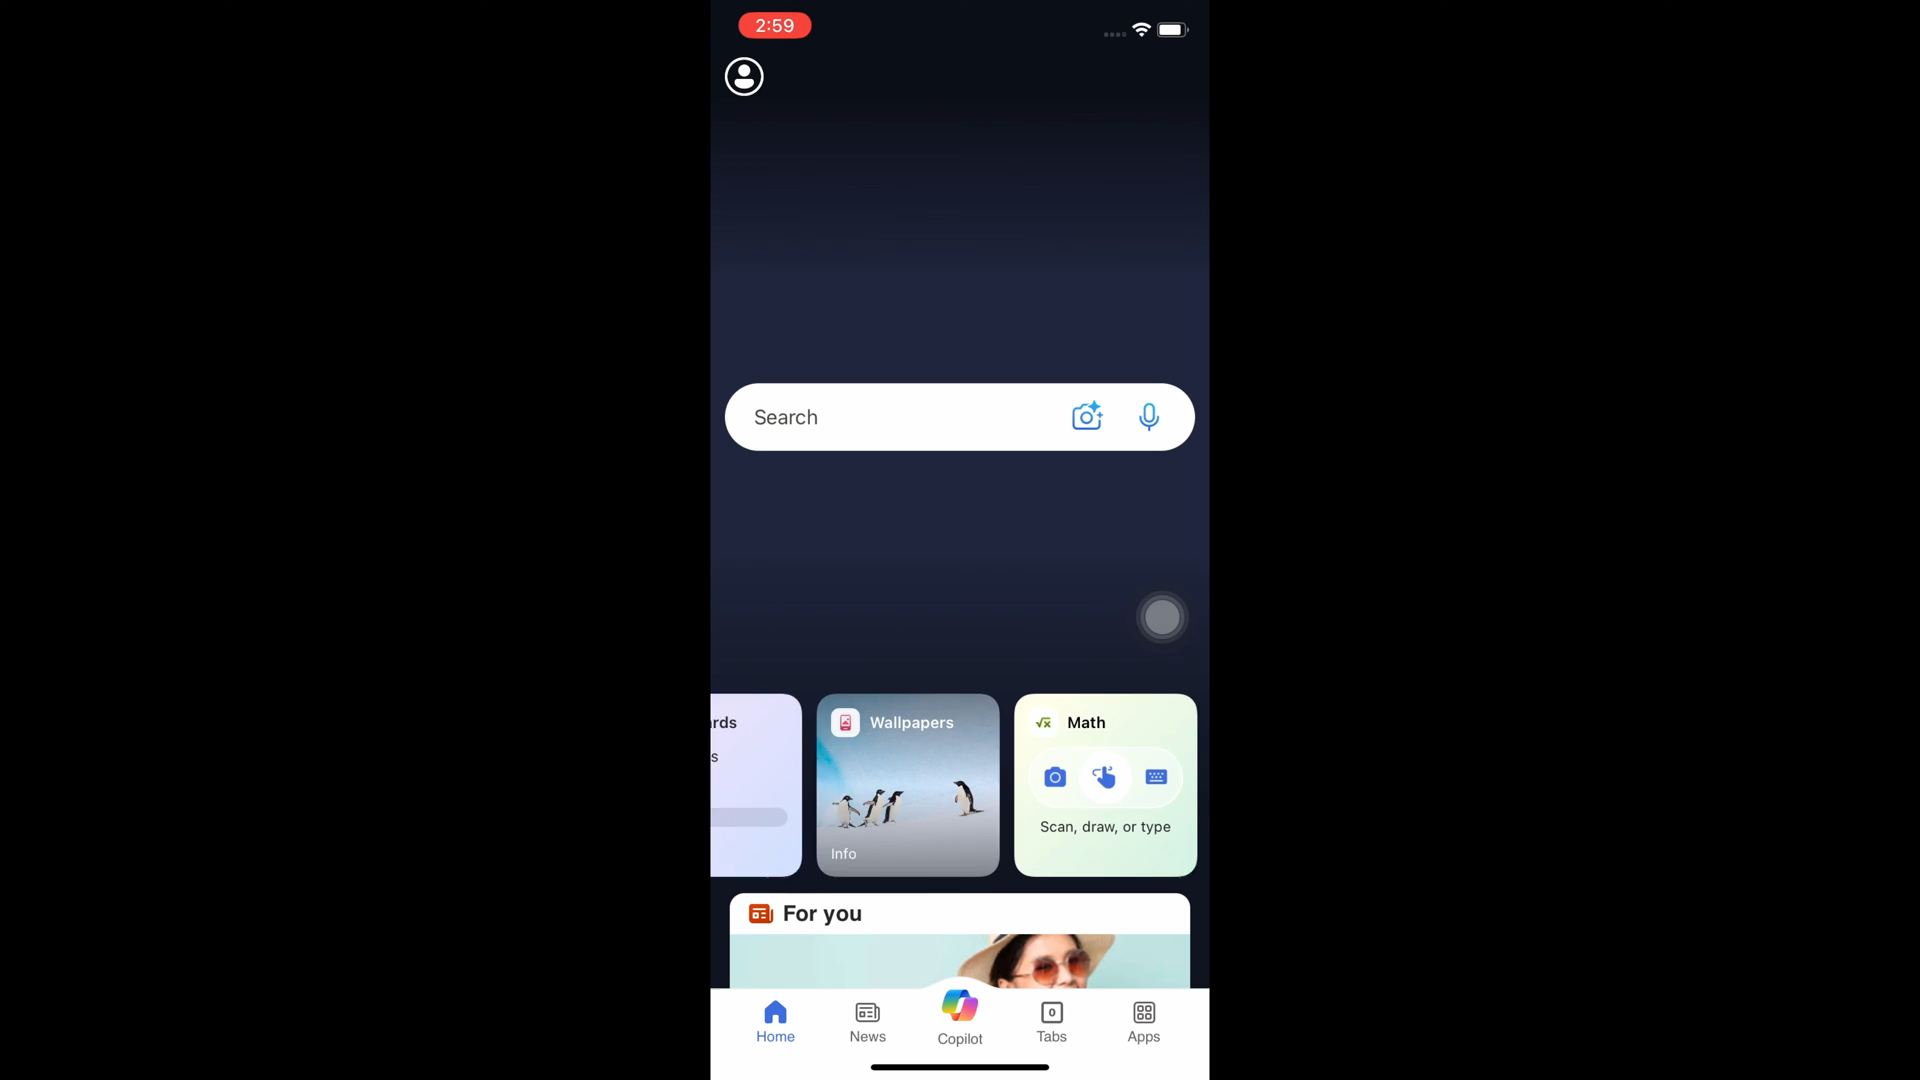 2:59
Search
rds
s
Wallpapers
Info
√x
Math
Scan, draw, or type
For you
Home
News
Copilot
0
Tabs
Apps